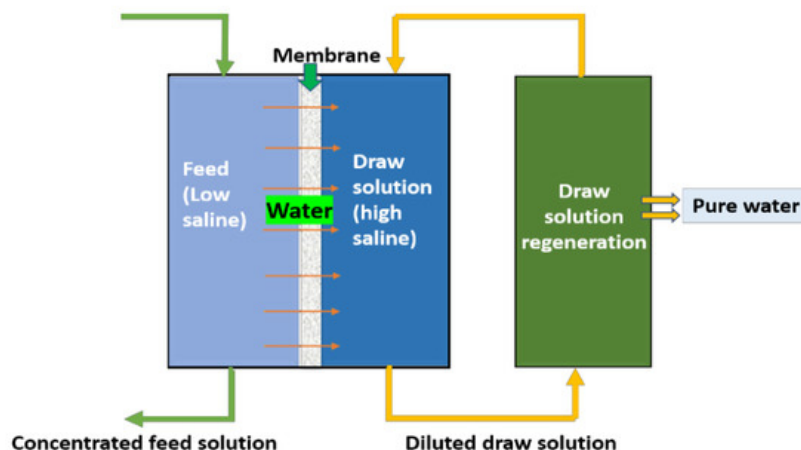 Membrane
Feed
(Low
saline)
Water
Draw
solution
(high
saline)
Draw
solution
regeneration
Pure water
Concentrated feed solution
Diluted draw solution